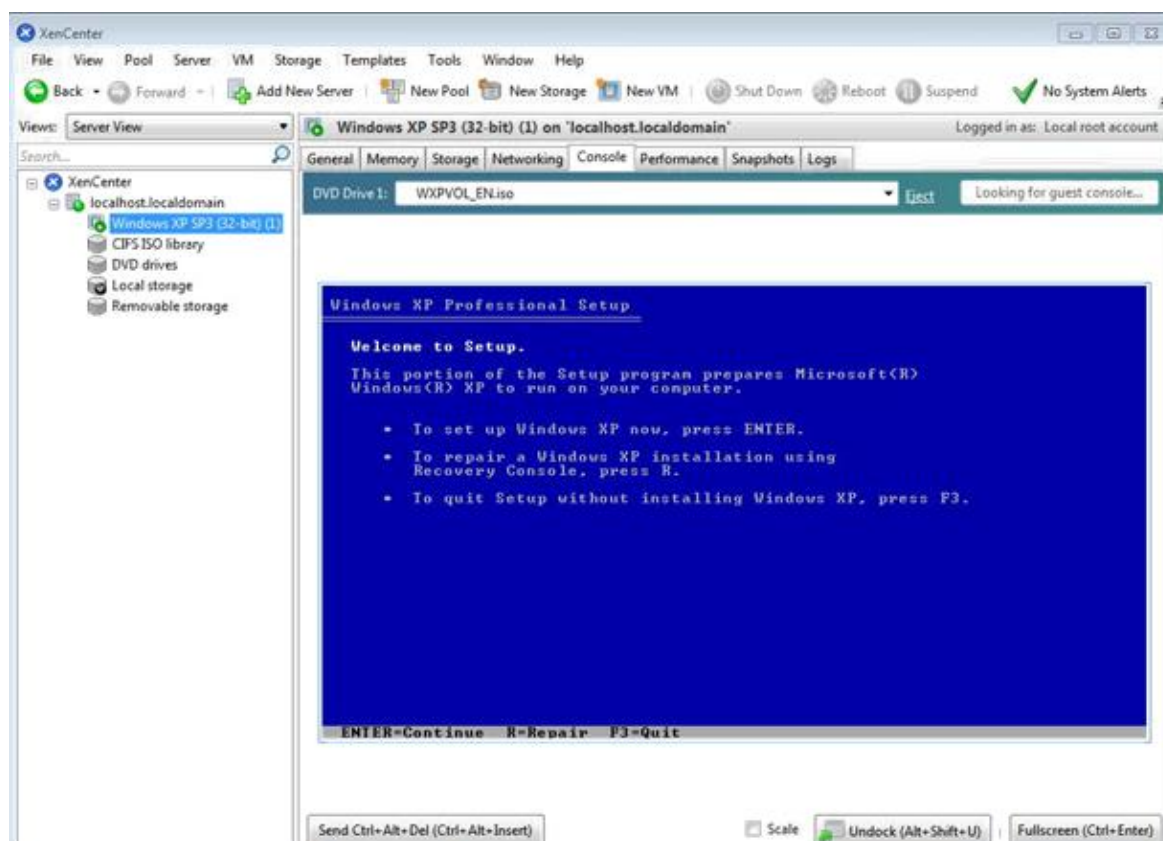 XenCenter
File View Pool Server VM Storage Templates Tools Window Help
Back Forward Add New Server New Pool New Storage New VM Shut Down Reboot Suspend No System Alerts
Views: Server View
Windows XP SP3 (32-bit) (1) on 'localhost.localdomain' Logged in as: Local root account
Search...
General Memory Storage Networking Console Performance Snapshots Logs
XenCenter
localhost.localdomain
Windows XP SP3 (32-bit) (1)
CIFS ISO library
DVD drives
Local storage
Removable storage
DVD Drive 1: WXPVOL_EN.iso Eject Looking for guest console...
Windows XP Professional Setup
Welcome to Setup.
This portion of the Setup program prepares Microsoft(R)
Windows(R) XP to run on your computer.
• To set up Windows XP now, press ENTER.
• To repair a Windows XP installation using
Recovery Console, press R.
• To quit Setup without installing Windows XP, press F3.
ENTER=Continue R=Repair F3=Quit
Send Ctrl+Alt+Del (Ctrl+Alt+Insert) Scale Undock (Alt+Shift+U) Fullscreen (Ctrl+Enter)